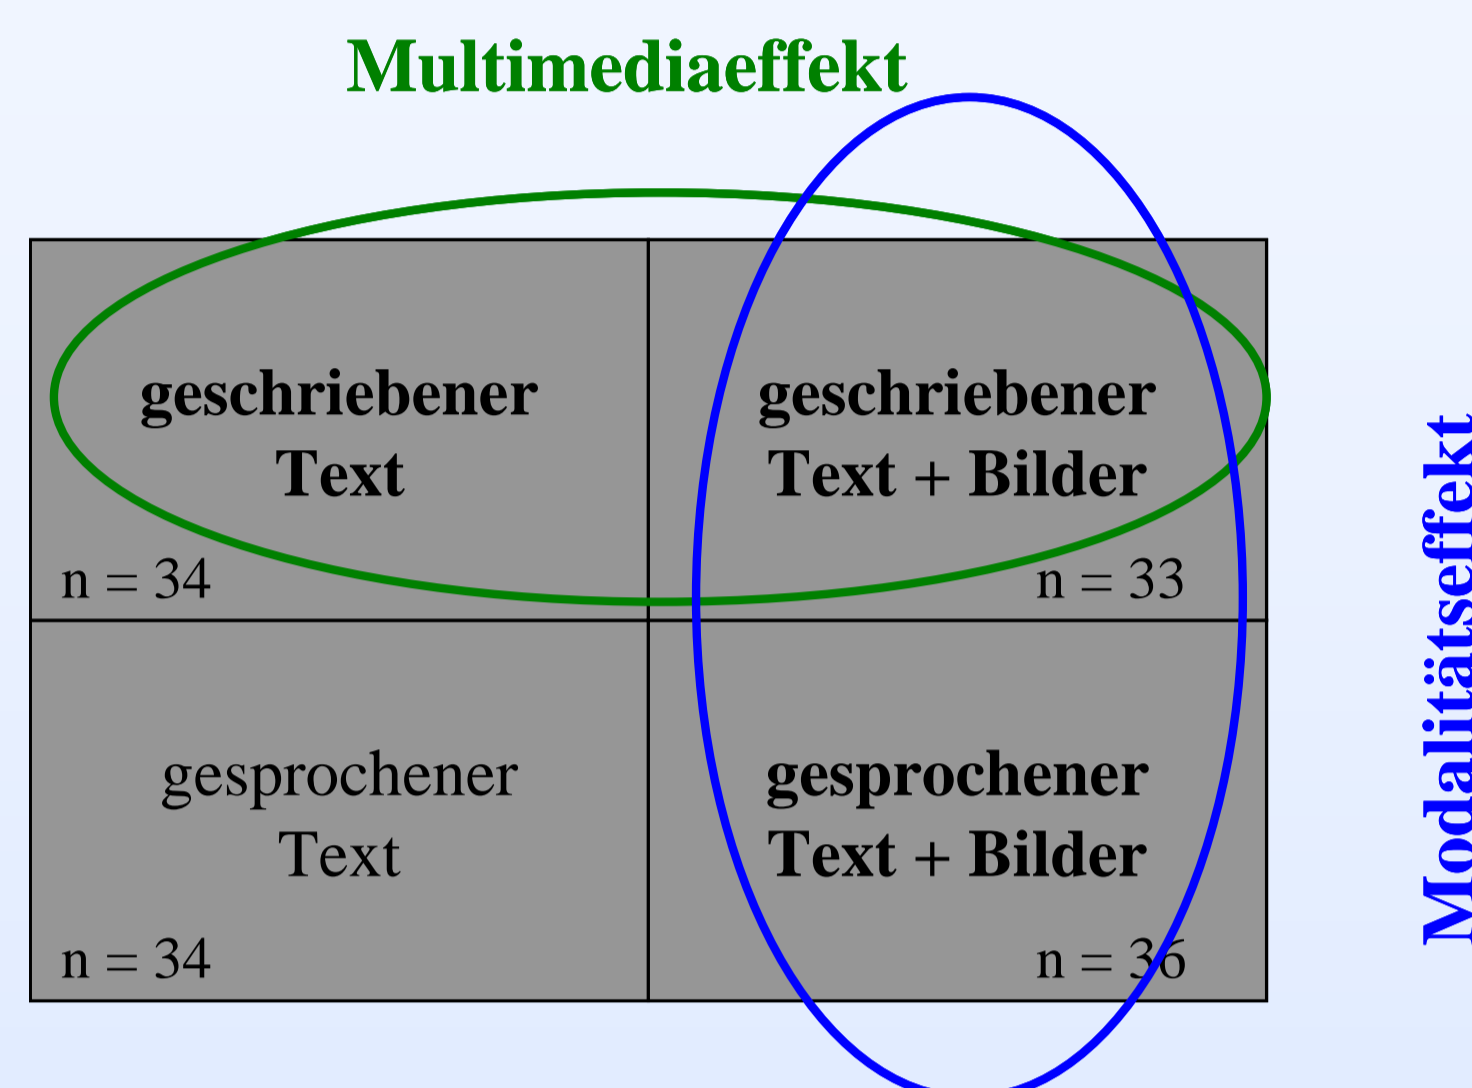 Multimediaeffekt
geschriebener
Text
n = 34
geschriebener
Text + Bilder
n = 33
gesprochener
Text
n = 34
gesprochener
Text + Bilder
n = 36
Modalitätseffekt